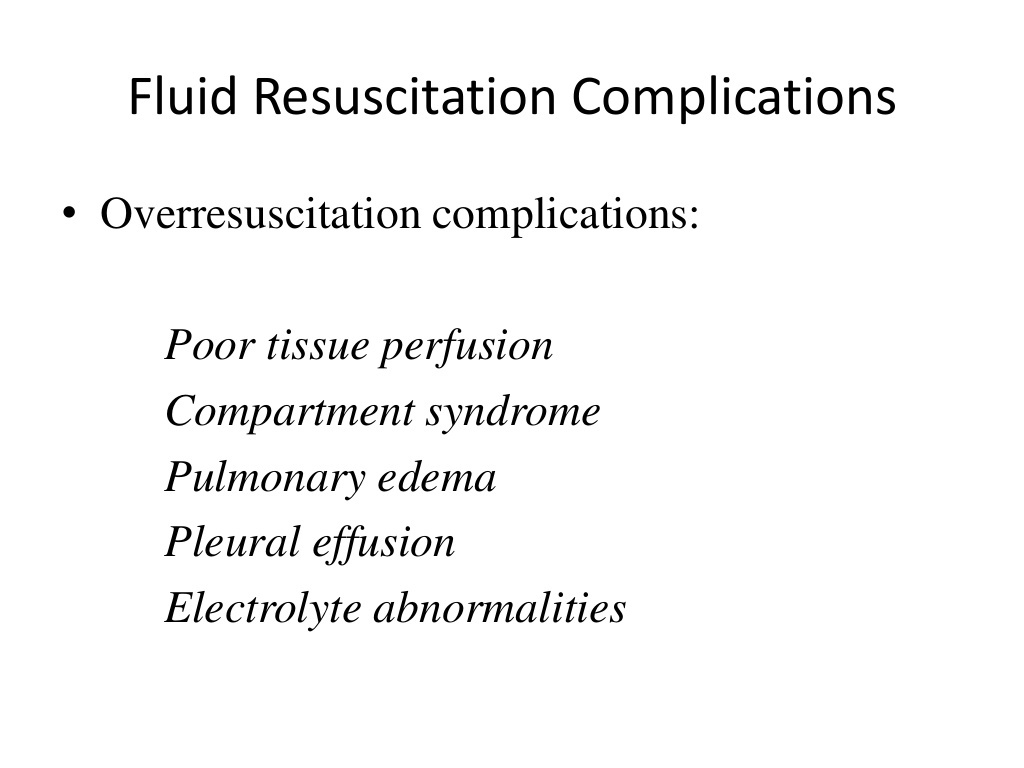 Fluid Resuscitation Complications
• Overresuscitation complications:
Poor tissue perfusion
Compartment syndrome
Pulmonary edema
Pleural effusion
Electrolyte abnormalities